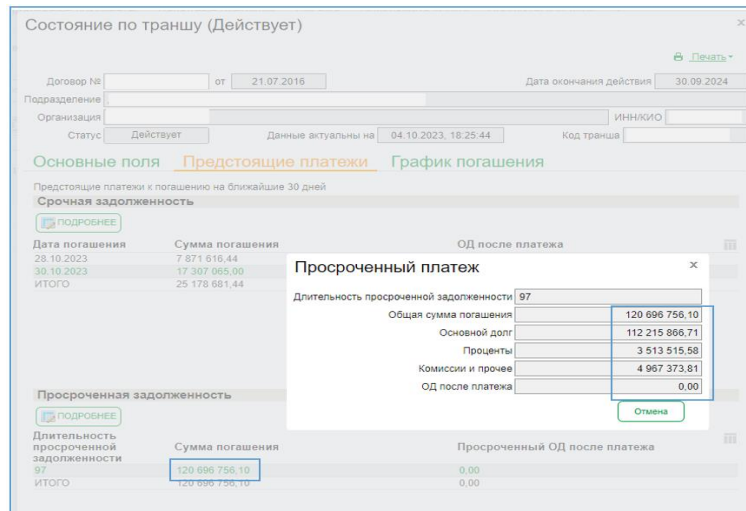 Состояние по траншу (Действует)
Печать
Договор № от 21.07.2016 Дата окончания действия 30.09.2024
Подразделение
Организация ИНН/КИО
Статус Действует Данные актуальны на 04.10.2023, 18:25:44 Код транша
Основные поля Предстоящие платежи График погашения
Предстоящие платежи к погашению на ближайшие 30 дней
Срочная задолженность
ПОДРОБНЕЕ
Дата погашения Сумма погашения ОД после платежа
28.10.2023 7 871 616,44
30.10.2023 17 307 065,00
ИТОГО 25 178 681,44
Просроченный платеж
Длительность просроченной задолженности 97
Общая сумма погашения 120 696 756,10
Основной долг 112 215 866,71
Проценты 3 513 515,58
Комиссии и прочее 4 967 373,81
ОД после платежа 0,00
Отмена
Просроченная задолженность
ПОДРОБНЕЕ
Длительность
просроченной
задолженности Сумма погашения Просроченный ОД после платежа
97 120 696 756,10 0,00
ИТОГО 120 696 756,10 0,00